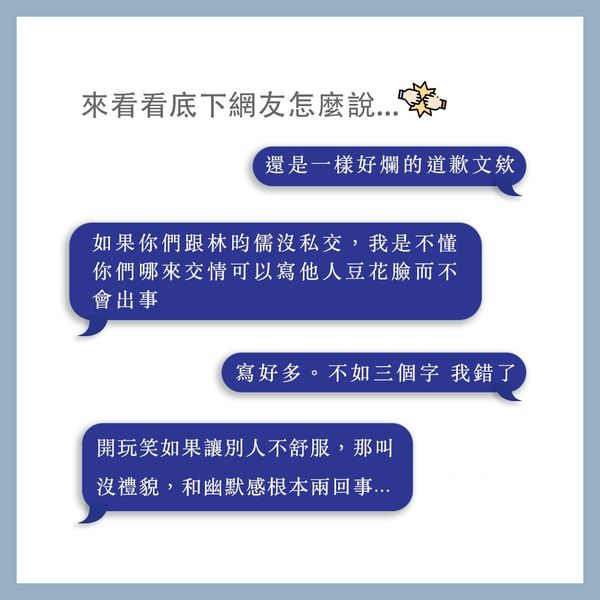 來看看底下網友怎麼說...
還是一樣好爛的道歉文欸
如果你們跟林昀儒沒私交，我是不懂
你們哪來交情可以寫他人豆花臉而不
會出事
寫好多。不如三個字 我錯了
開玩笑如果讓別人不舒服，那叫
沒禮貌，和幽默感根本兩回事...